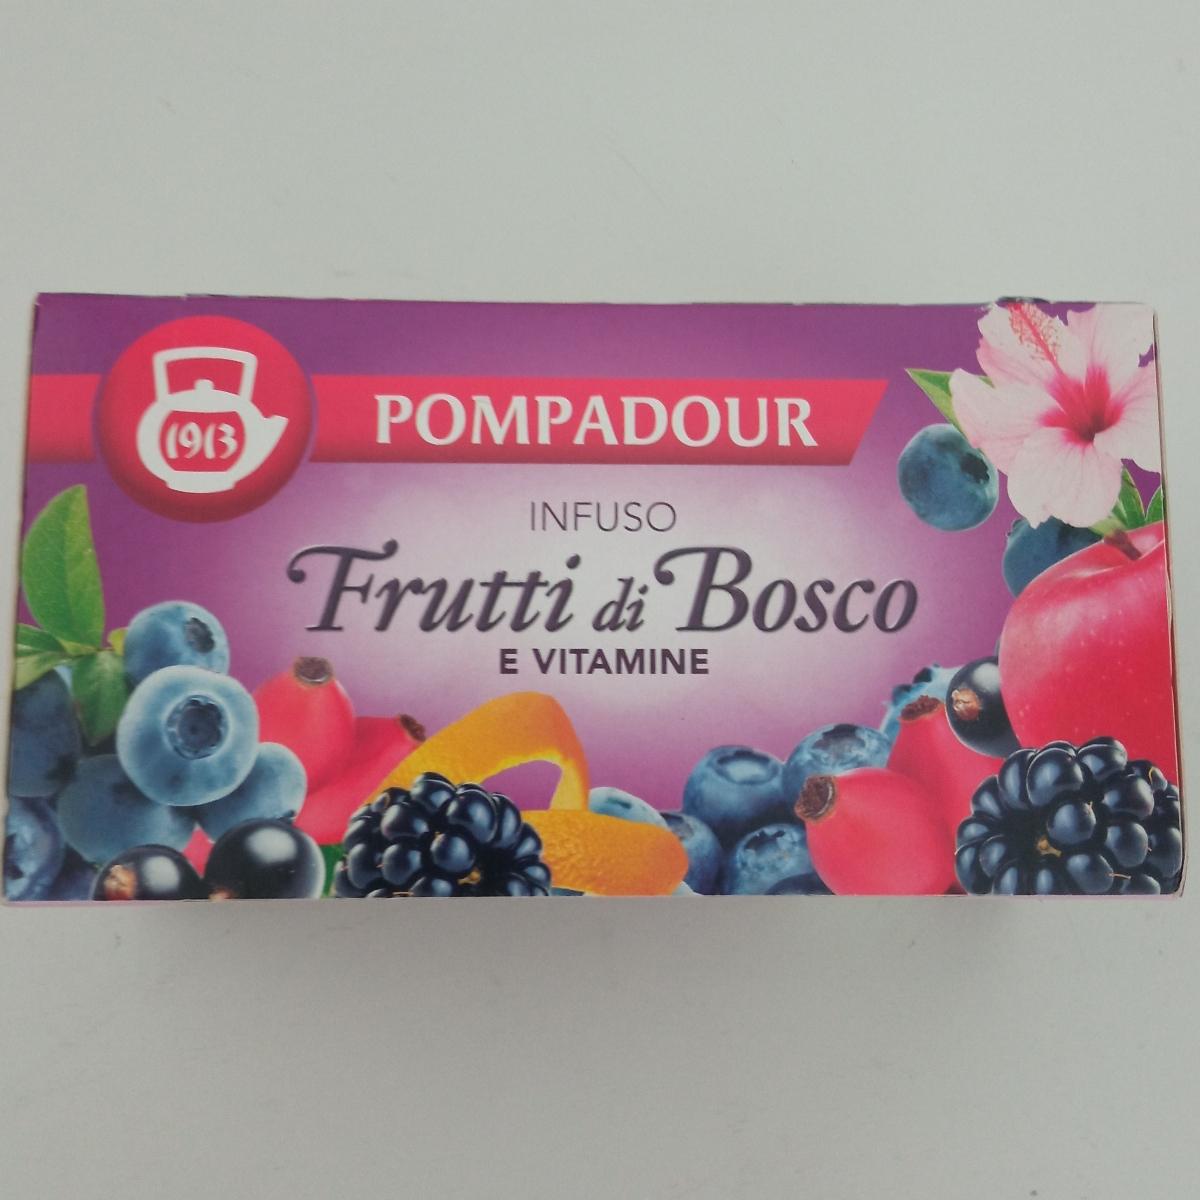 1913
POMPADOUR
INFUSO
Frutti di Bosco
E VITAMINE